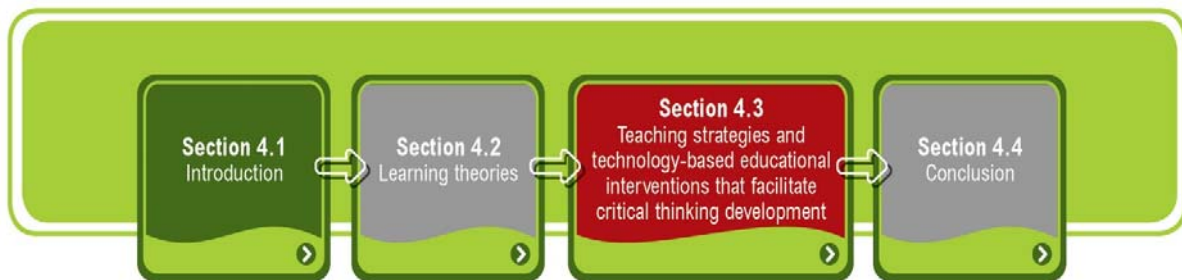 Section 4.1
Introduction
Section 4.2
Learning theories
Section 4.3
Teaching strategies and
technology-based educational
interventions that facilitate
critical thinking development
Section 4.4
Conclusion